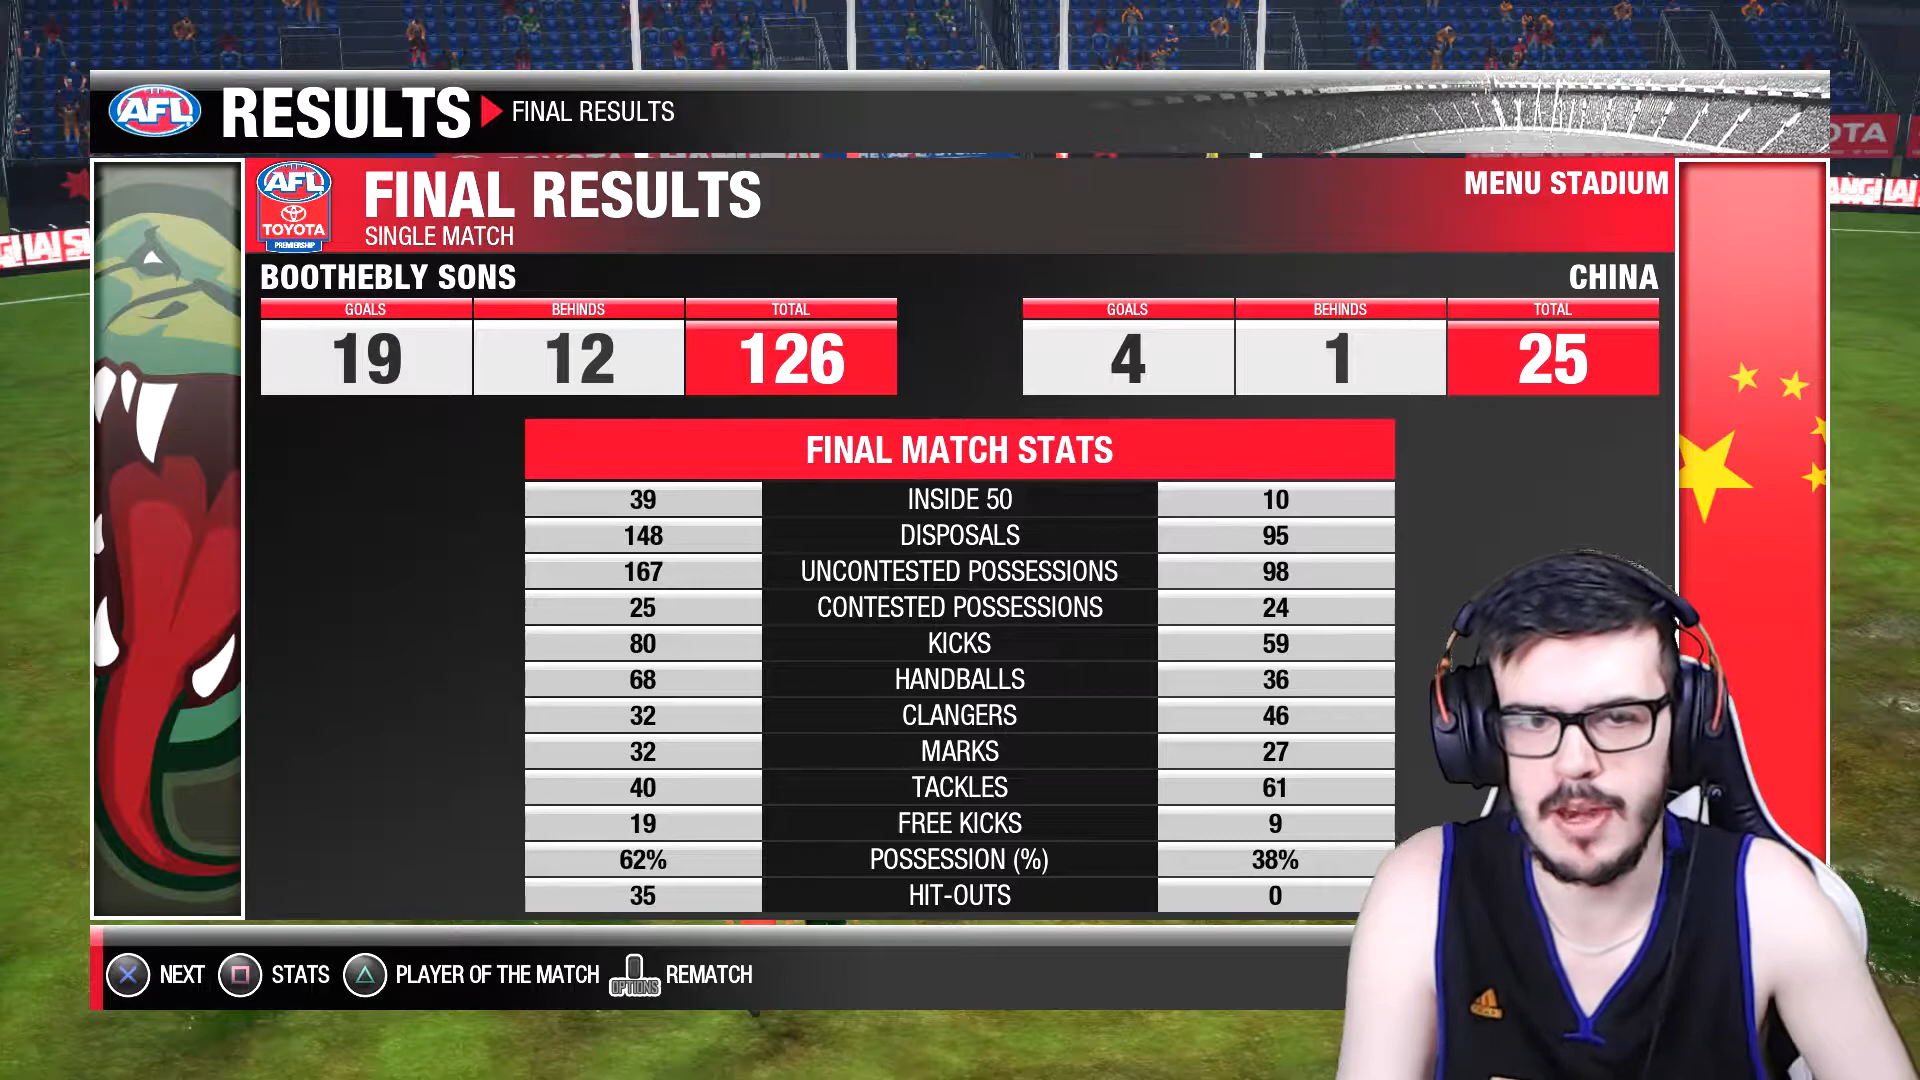 AFL RESULTS FINAL RESULTS
AFL
TOYOTA
PREMIERSHIP
FINAL RESULTS
SINGLE MATCH
MENU STADIUM
BOOTHEBLY SONS
CHINA
GOALS BEHINDS TOTAL GOALS BEHINDS TOTAL
19 12 126 4 1 25
FINAL MATCH STATS
39 INSIDE 50 10
148 DISPOSALS 95
167 UNCONTESTED POSSESSIONS 98
25 CONTESTED POSSESSIONS 24
80 KICKS 59
68 HANDBALLS 36
32 CLANGERS 46
32 MARKS 27
40 TACKLES 61
19 FREE KICKS 9
62% POSSESSION (%) 38%
35 HIT-OUTS 0
NEXT STATS PLAYER OF THE MATCH OPTIONS REMATCH